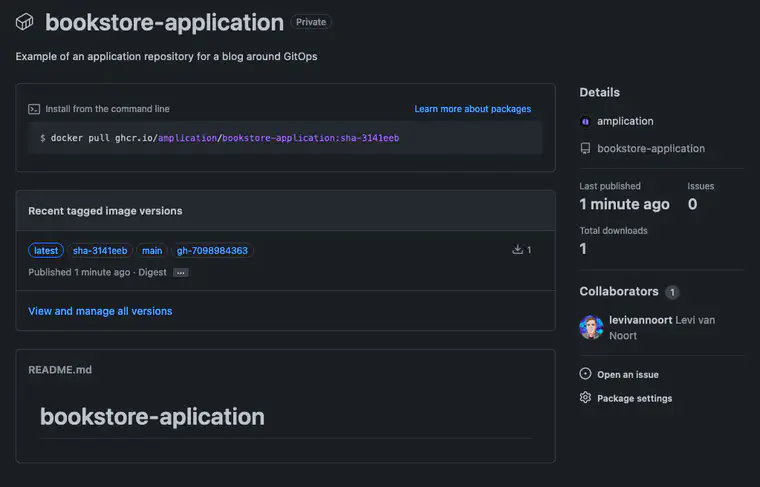 bookstore-application Private
Example of an application repository for a blog around GitOps
Install from the command line Learn more about packages
$ docker pull ghcr.io/amplication/bookstore-application:sha-3141eeb
Recent tagged image versions
latest sha-3141eeb main gh-7098984363 1
Published 1 minute ago · Digest ...
View and manage all versions
README.md
bookstore-aplication
Details
amplication
bookstore-application
Last published Issues
1 minute ago 0
Total downloads
1
Collaborators 1
levivannoort Levi van
Noort
Open an issue
Package settings